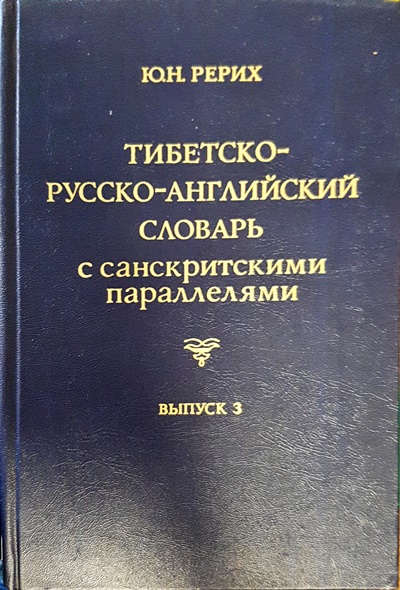 Ю.Н. РЕРИХ
ТИБЕТСКО-
РУССКО-АНГЛИЙСКИЙ
СЛОВАРЬ
с санскритскими
параллелями
ВЫПУСК 3